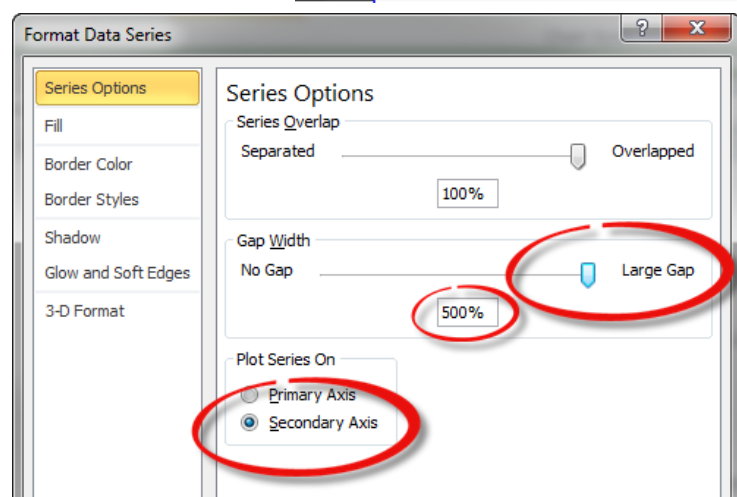 Format Data Series
?
X
Series Options
Fill
Border Color
Border Styles
Shadow
Glow and Soft Edges
3-D Format
Series Options
Series Overlap
Separated Overlapped
100%
Gap Width
No Gap Large Gap
500%
Plot Series On
Primary Axis
Secondary Axis